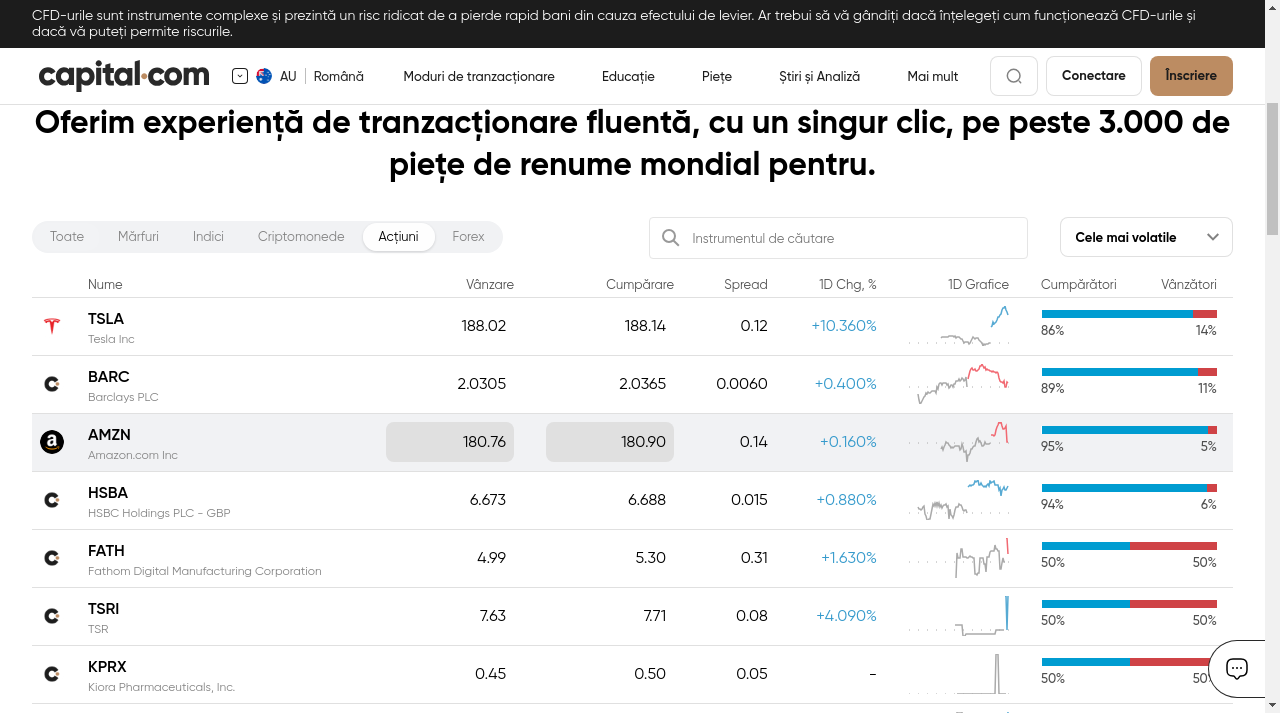 CFD-urile sunt instrumente complexe și prezintă un risc ridicat de a pierde rapid bani din cauza efectului de levier. Ar trebui să vă gândiți dacă înțelegeți cum funcționează CFD-urile și
dacă vă puteți permite riscurile.
capital.com AU Română Moduri de tranzacționare Educație Piețe Știri și Analiză Mai mult Conectare Înscriere
Oferim experiență de tranzacționare fluentă, cu un singur clic, pe peste 3.000 de
piețe de renume mondial pentru.
Toate Mărfuri Indici Criptomonede Acțiuni Forex Instrumentul de căutare Cele mai volatile
Nume Vânzare Cumpărare Spread 1D Chg, % 1D Grafice Cumpărători Vânzători
TSLA 188.02 188.14 0.12 +10.360%
Tesla Inc 86% 14%
BARC 2.0305 2.0365 0.0060 +0.400%
Barclays PLC 89% 11%
AMZN 180.76 180.90 0.14 +0.160%
Amazon.com Inc 95% 5%
HSBA 6.673 6.688 0.015 +0.880%
HSBC Holdings PLC - GBP 94% 6%
FATH 4.99 5.30 0.31 +1.630%
Fathom Digital Manufacturing Corporation 50% 50%
TSRI 7.63 7.71 0.08 +4.090%
TSR 50% 50%
KPRX 0.45 0.50 0.05 -
Kiora Pharmaceuticals, Inc. 50% 50%